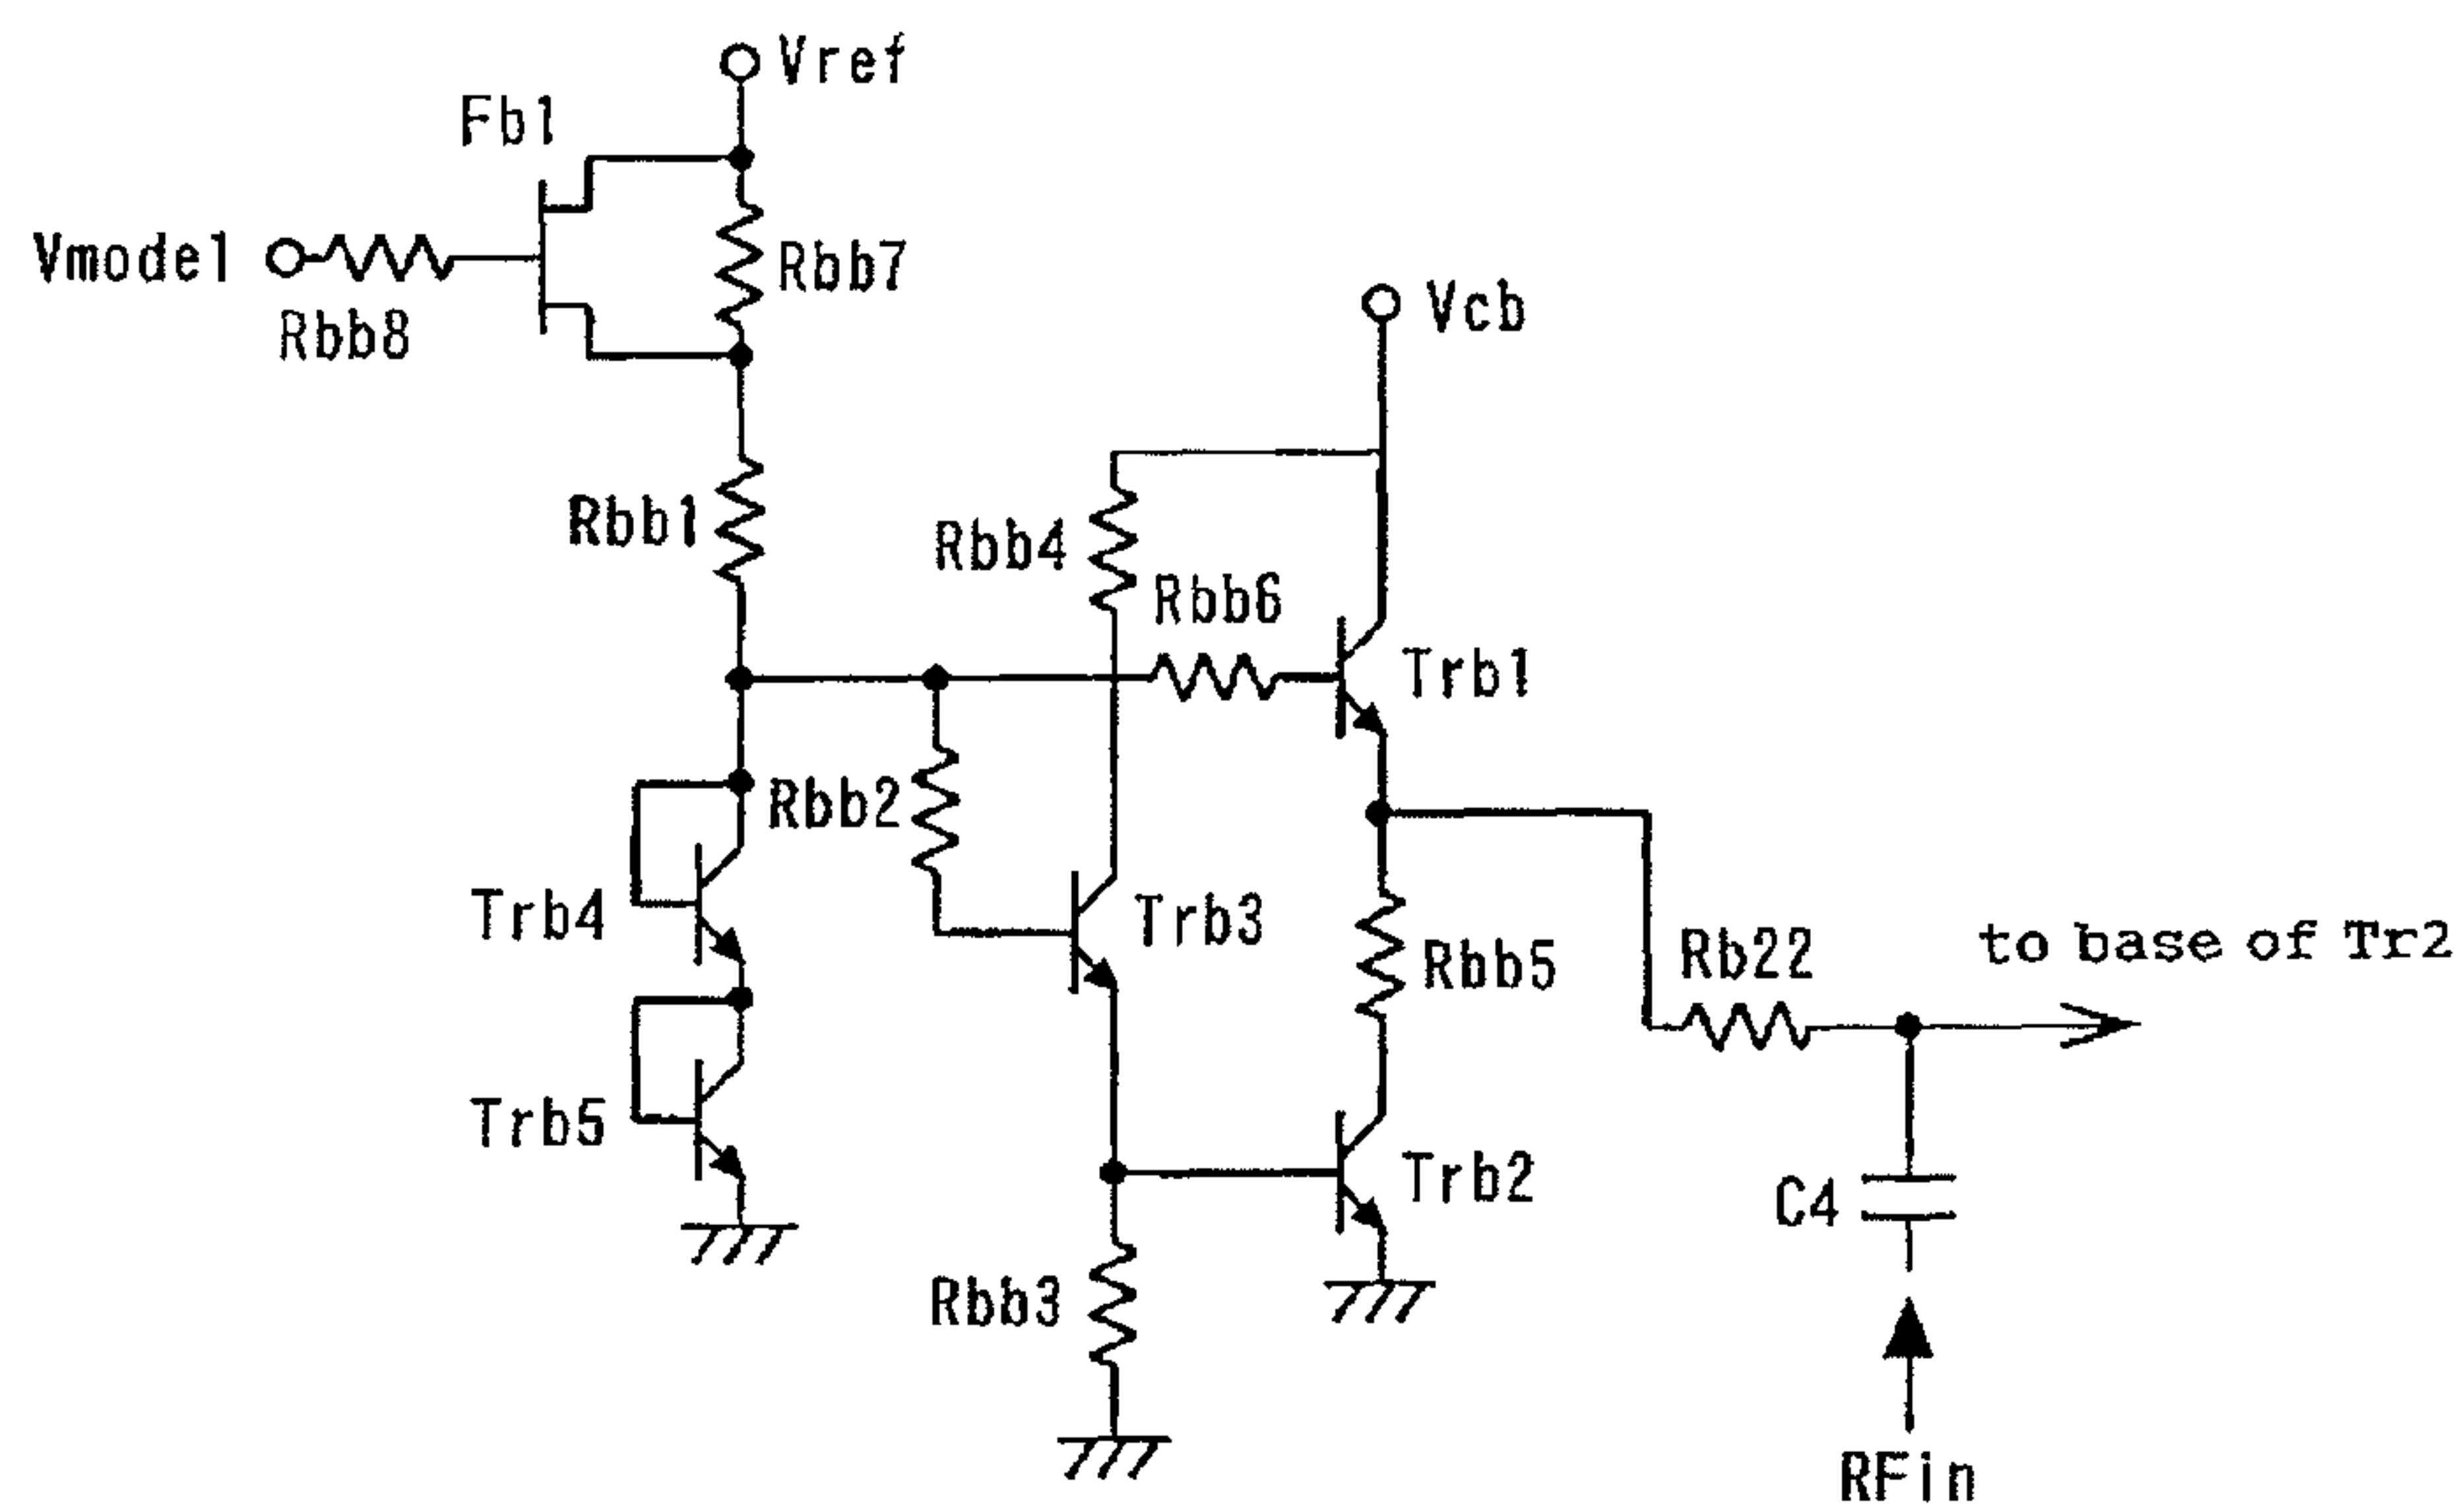 Vref
Fb1
Vmode1
Rbb7
Rbb8
Vcb
Rbb1
Rbb4
Rbb6
Trb1
Rbb2
Trb4
Trb3
Rbb5
Rb22
to base of Tr2
Trb5
Trb2
C4
Rbb3
RFin